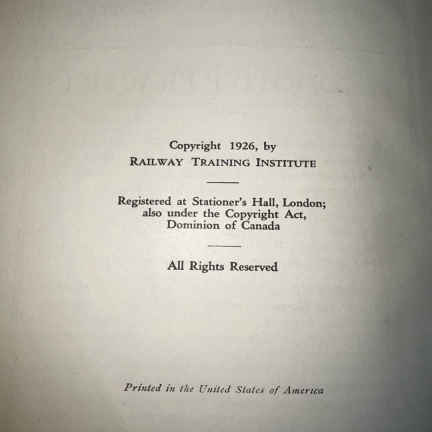 Copyright 1926, by
RAILWAY TRAINING INSTITUTE
Registered at Stationer's Hall, London;
also under the Copyright Act,
Dominion of Canada
All Rights Reserved
Printed in the United States of America